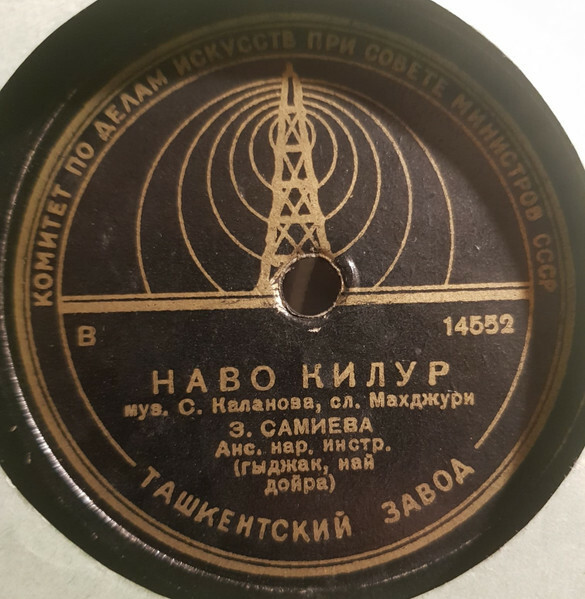 КОМИТЕТ ПО ДЕЛАМ ИСКУССТВ ПРИ СОВЕТЕ МИНИСТРОВ СССР
В 14552
НАВО КИЛУР
муз. С. Каланова, сл. Махджури
З. САМИЕВА
Анс. нар. инстр.
(гыджак, най
дойра)
ТАШКЕНТСКИЙ ЗАВОД